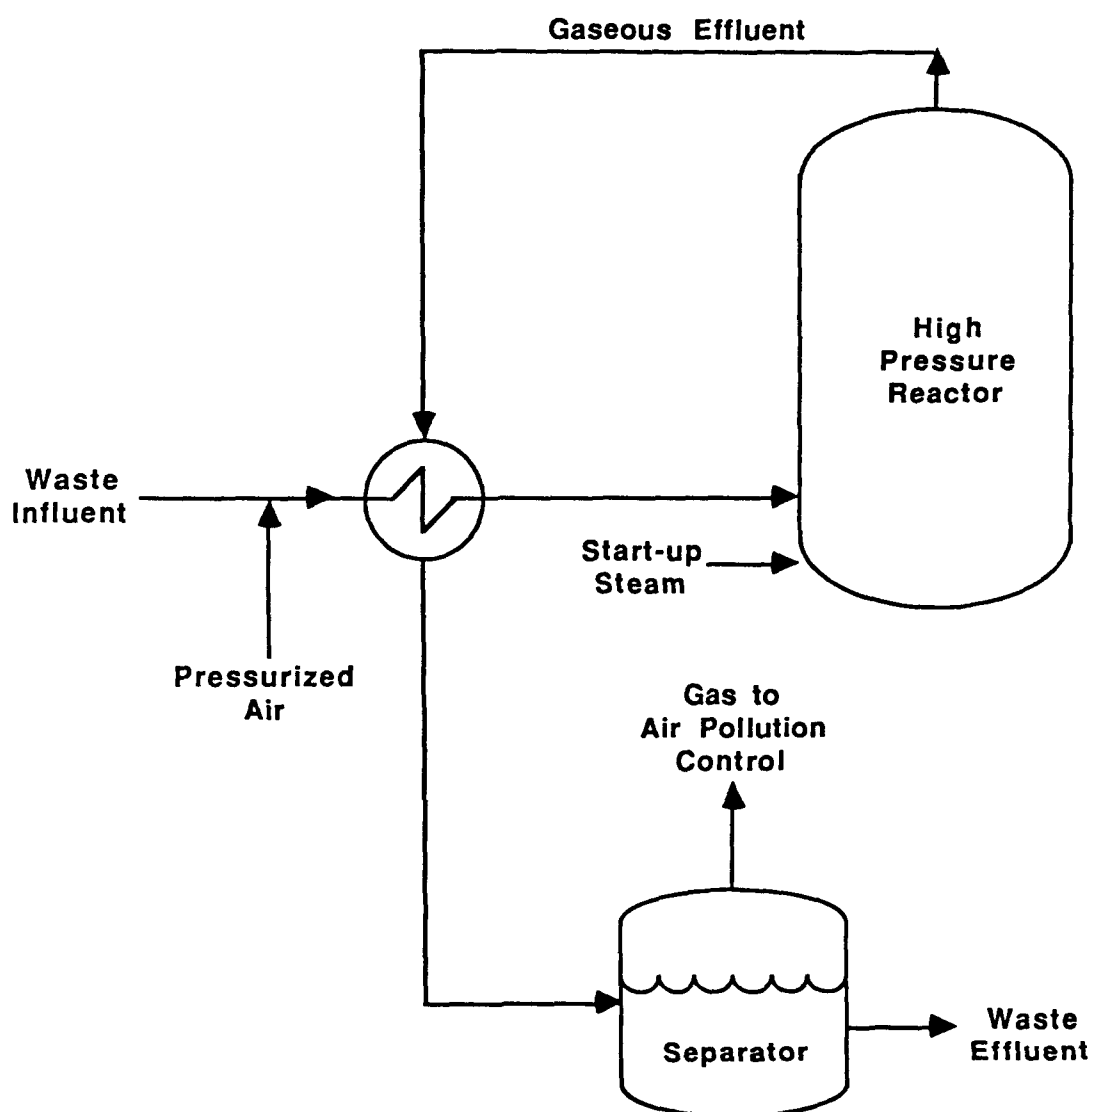 Gaseous Effluent
High
Pressure
Reactor
Waste
Influent
Start-up
Steam
Pressurized
Air
Gas to
Air Pollution
Control
Separator
Waste
Effluent